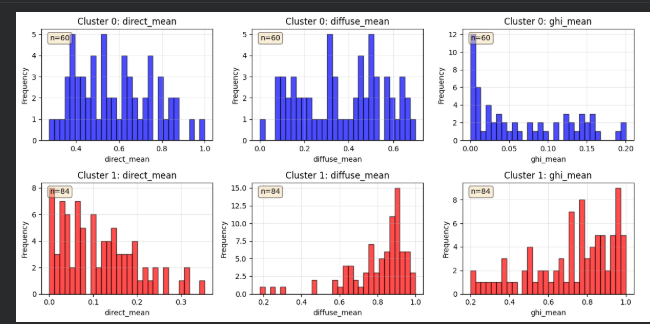 Cluster 0: direct_mean
Cluster 0: diffuse_mean
Cluster 0: ghi_mean
n=60
n=60
n=60
Frequency
5
4
3
2
1
0
0.4
0.6
0.8
1.0
direct_mean
Frequency
5
4
3
2
1
0
0.0
0.2
0.4
0.6
diffuse_mean
Frequency
12
10
8
6
4
2
0
0.00
0.05
0.10
0.15
0.20
ghi_mean
Cluster 1: direct_mean
Cluster 1: diffuse_mean
Cluster 1: ghi_mean
n=84
n=84
n=84
Frequency
8
6
4
2
0
0.0
0.1
0.2
0.3
direct_mean
Frequency
15.0
12.5
10.0
7.5
5.0
2.5
0.0
0.2
0.4
0.6
0.8
1.0
diffuse_mean
Frequency
8
6
4
2
0
0.2
0.4
0.6
0.8
1.0
ghi_mean